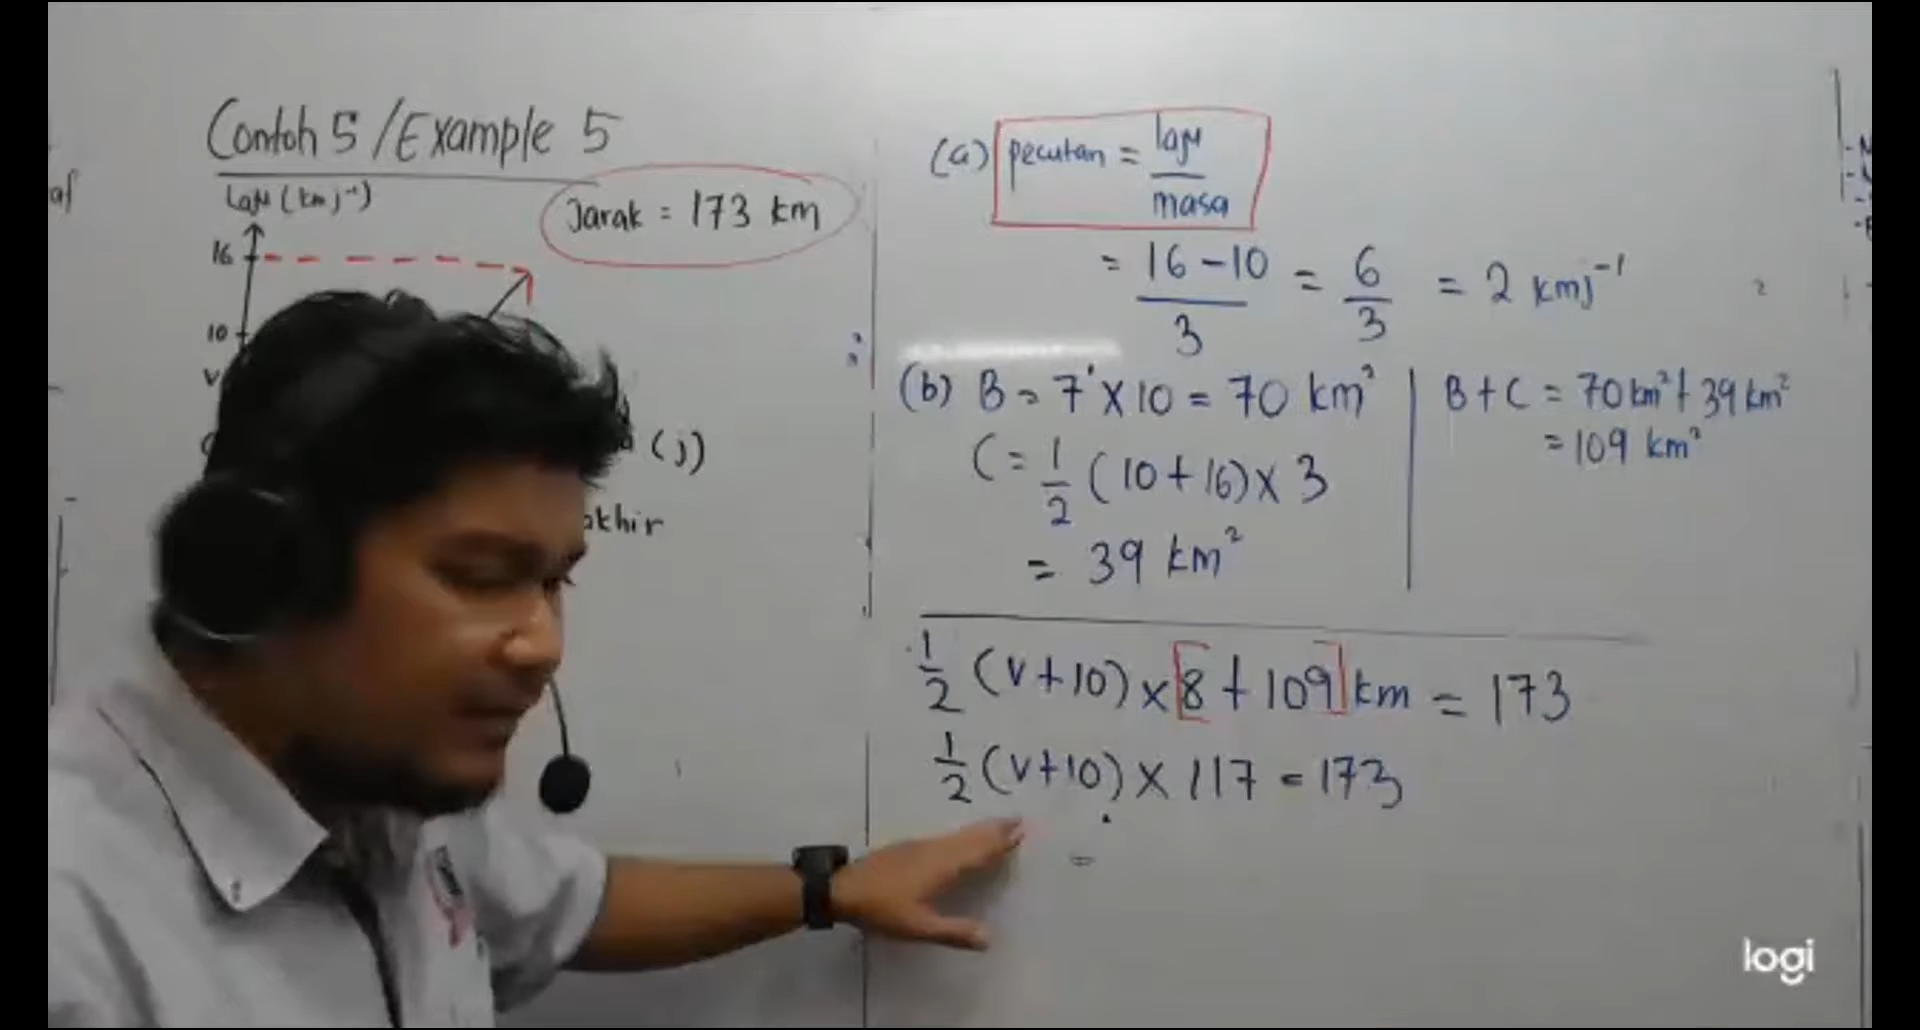 Contoh 5 / Example 5
Laju (km j⁻¹)
Jarak = 173 km
16
10
v
(j)
akhir
af
(a) pecutan = laju / masa
= 16 - 10 / 3 = 6 / 3 = 2 kmj⁻¹
(b) B = 7 x 10 = 70 km²
C = 1/2 (10 + 16) x 3
= 39 km²
B + C = 70 km² + 39 km²
= 109 km²
1/2 (v + 10) x [8 + 109] km = 173
1/2 (v + 10) x 117 = 173
=
logi